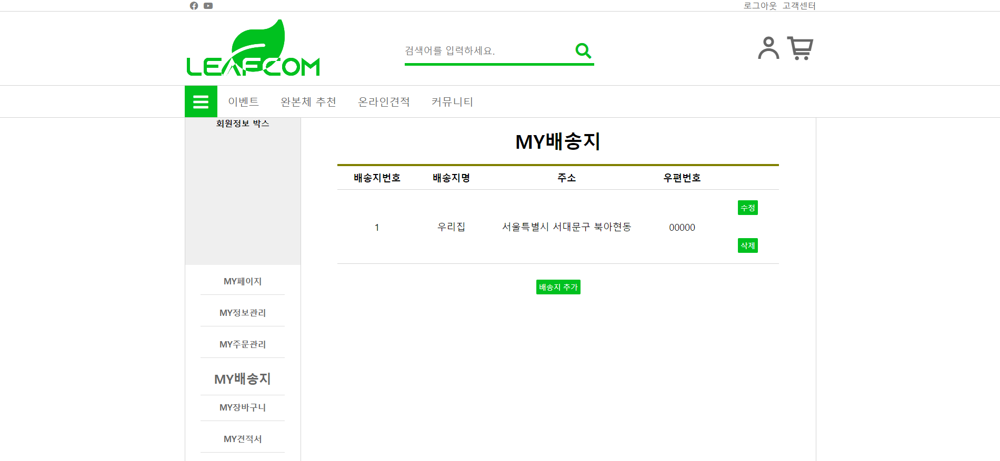 로그아웃 고객센터
LEAFCOM
검색어를 입력하세요.
이벤트 완본체 추천 온라인견적 커뮤니티
회원정보 박스
MY페이지
MY정보관리
MY주문관리
MY배송지
MY장바구니
MY견적서
MY배송지
배송지번호 배송지명 주소 우편번호
1 우리집 서울특별시 서대문구 북아현동 00000
수정
삭제
배송지 추가